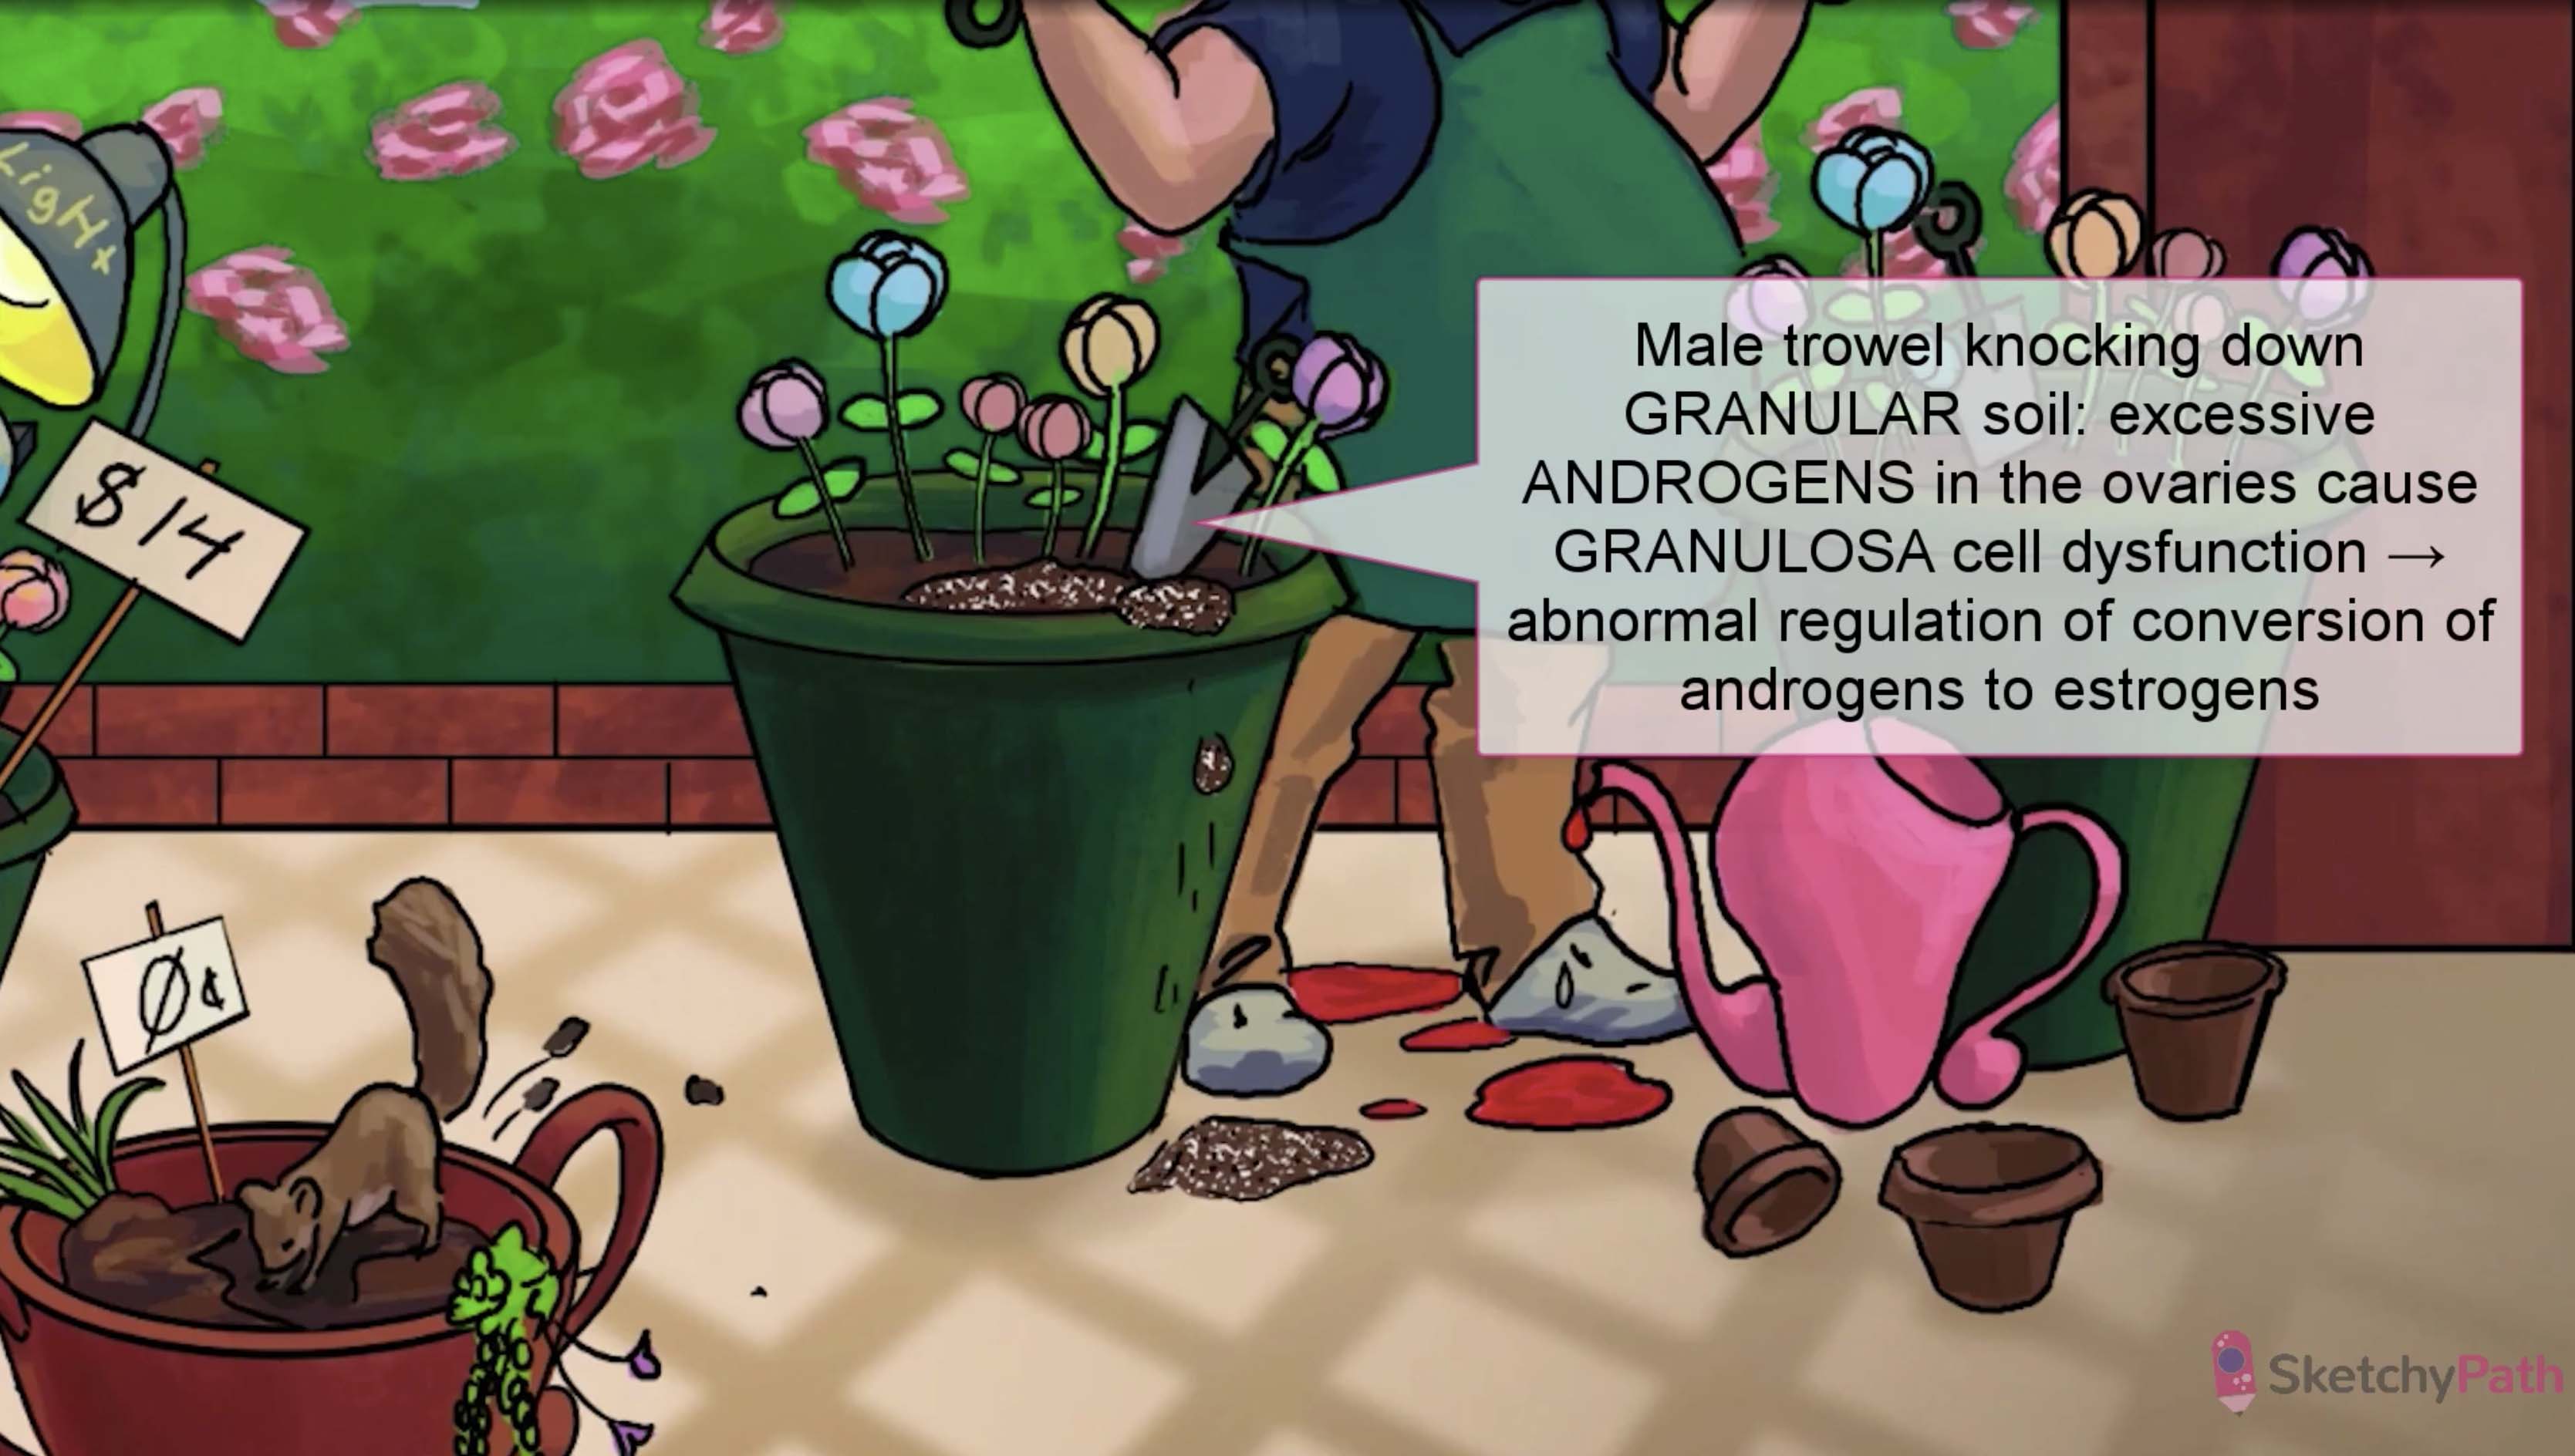 Light
$14
Male trowel knocking down
GRANULAR soil: excessive
ANDROGENS in the ovaries cause
GRANULOSA cell dysfunction →
abnormal regulation of conversion of
androgens to estrogens
0¢
SketchyPath